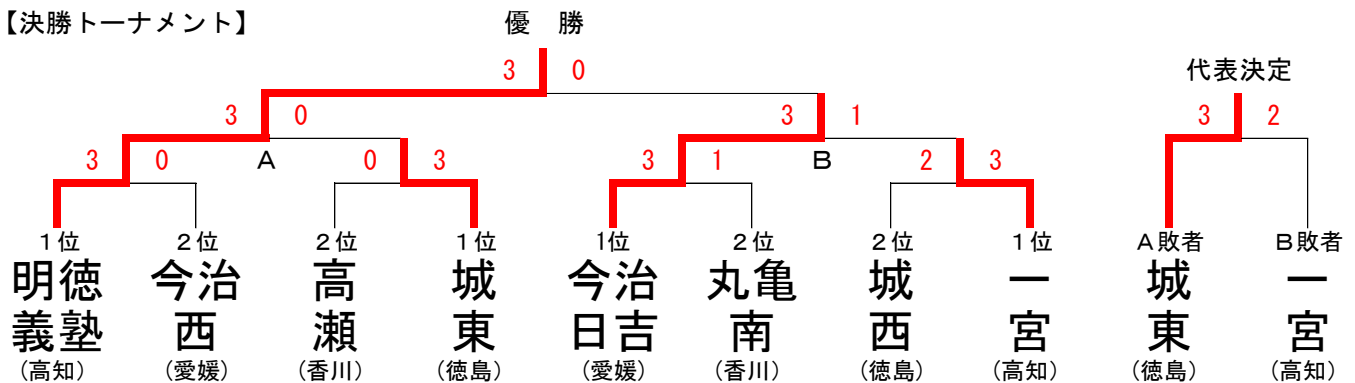 【決勝トーナメント】 優 勝
3 0 代表決定
3 0 3 1 3 2
3 0 A 0 3 3 1 B 2 3
1位 2位 2位 1位 1位 2位 2位 1位 A敗者 B敗者
明徳 今治 高 城 今治 丸亀 城 一 城 一
義塾 西 瀬 東 日吉 南 西 宮 東 宮
(高知) (愛媛) (香川) (徳島) (愛媛) (香川) (徳島) (高知) (徳島) (高知)